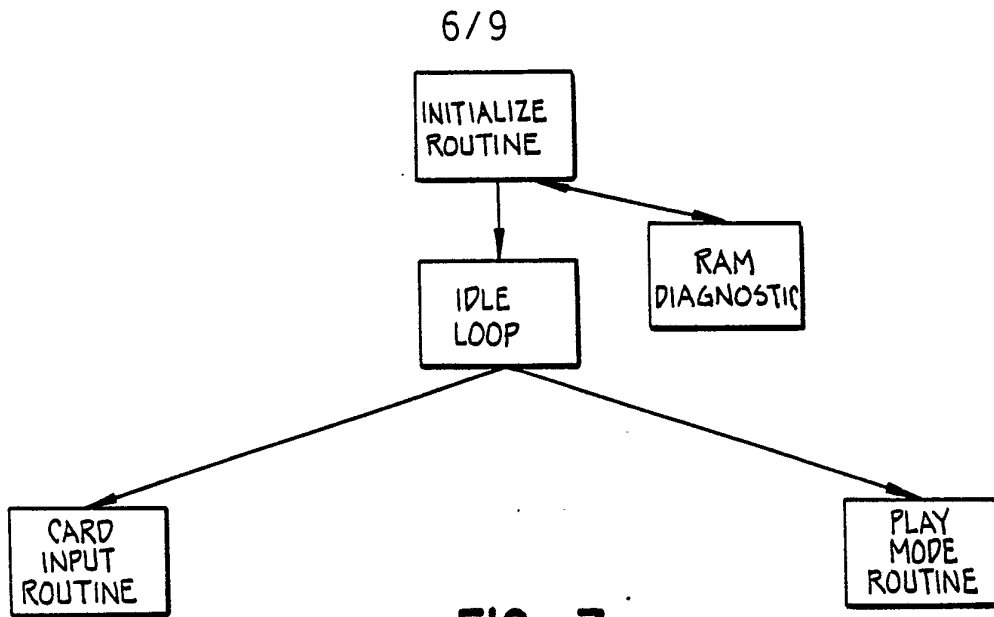 6/9
INITIALIZE
ROUTINE
RAM
DIAGNOSTIC
IDLE
LOOP
CARD
INPUT
ROUTINE
PLAY
MODE
ROUTINE